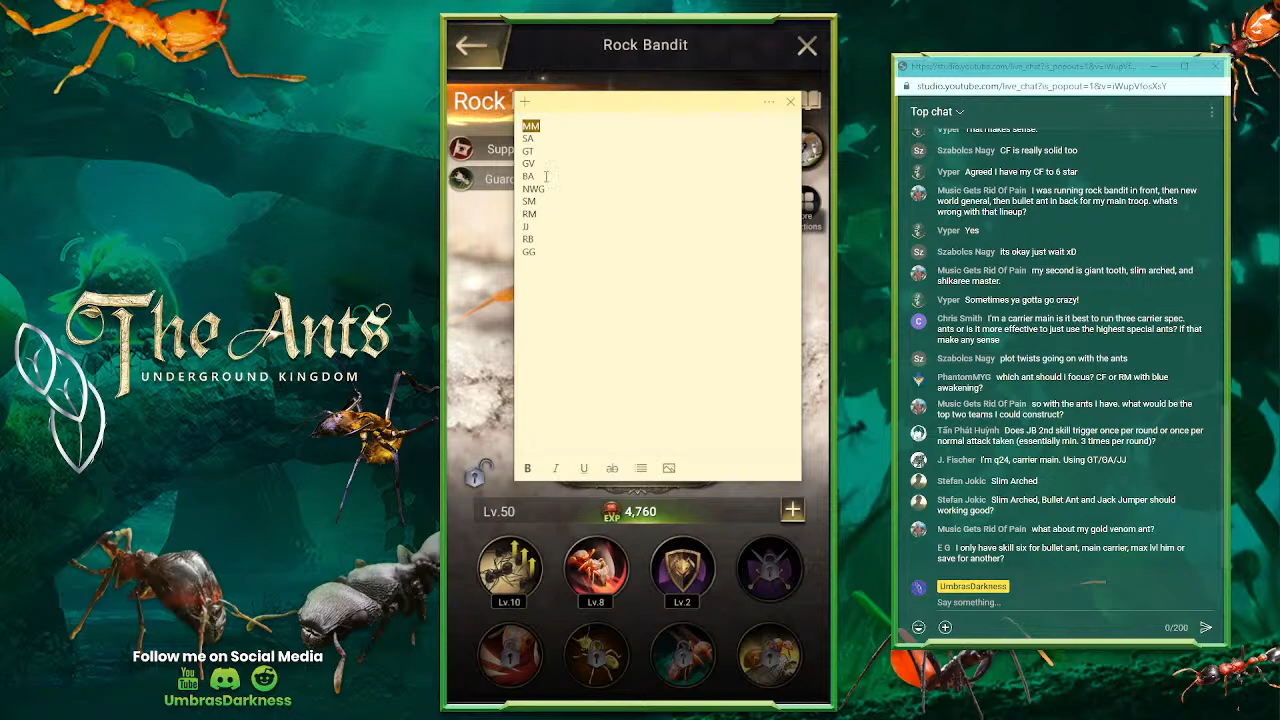 The Ants
UNDERGROUND KINGDOM
Follow me on Social Media
You
Tube
UmbrasDarkness
Rock Bandit
Rock
Supp
Guard
MM
SA
GT
GV
BA
NWG
SM
RM
JJ
RB
GG
B I U ab
Lv.50
EXP 4,760
Lv.10
Lv.8
Lv.2
studio.youtube.com/live_chat?is_popout=1&v=iWupVfosXsY
Top chat
Vyper That makes sense.
Sz Szabolcs Nagy CF is really solid too
Vyper Agreed I have my CF to 6 star
Music Gets Rid Of Pain I was running rock bandit in front, then new
world general, then bullet ant in back for my main troop. what's
wrong with that lineup?
Vyper Yes
Sz Szabolcs Nagy its okay just wait xD
Music Gets Rid Of Pain my second is giant tooth, slim arched, and
shikaree master.
Vyper Sometimes ya gotta go crazy!
C Chris Smith I'm a carrier main is it best to run three carrier spec.
ants or is it more effective to just use the highest special ants? If that
make any sense
Sz Szabolcs Nagy plot twists going on with the ants
PhantomMYG which ant should i focus? CF or RM with blue
awakening?
Music Gets Rid Of Pain so with the ants I have. what would be the
top two teams I could construct?
Tấn Phát Huỳnh Does JB 2nd skill trigger once per round or once per
normal attack taken (essentially min. 3 times per round)?
J. Fischer I'm q24, carrier main. Using GT/GA/JJ
Stefan Jokic Slim Arched
Stefan Jokic Slim Arched, Bullet Ant and Jack Jumper should
working good?
Music Gets Rid Of Pain what about my gold venom ant?
E G I only have skill six for bullet ant, main carrier, max lvl him or
save for another?
UmbrasDarkness
Say something...
0/200